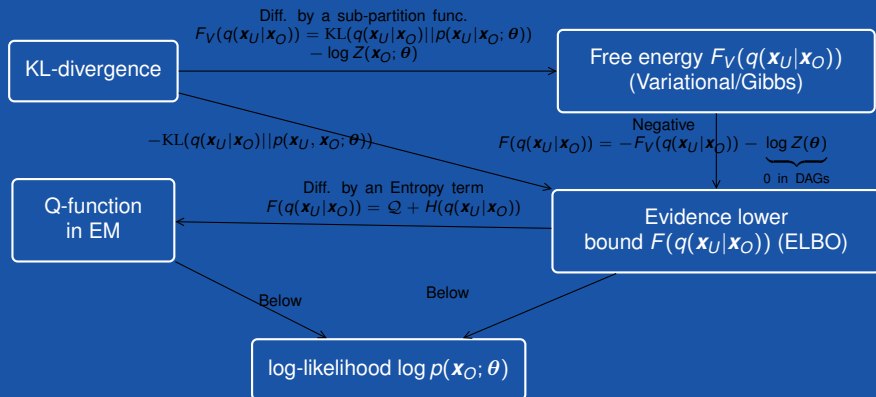 Diff. by a sub-partition func.
F_V(q(x_U|x_O)) = KL(q(x_U|x_O)||p(x_U|x_O; θ))
− log Z(x_O; θ)
KL-divergence
Free energy F_V(q(x_U|x_O))
(Variational/Gibbs)
Negative
−KL(q(x_U|x_O)||p(x_U, x_O; θ))
F(q(x_U|x_O)) = −F_V(q(x_U|x_O)) − log Z(θ)
0 in DAGs
Diff. by an Entropy term
F(q(x_U|x_O)) = Q + H(q(x_U|x_O))
Q-function
in EM
Evidence lower
bound F(q(x_U|x_O)) (ELBO)
Below
Below
log-likelihood log p(x_O; θ)